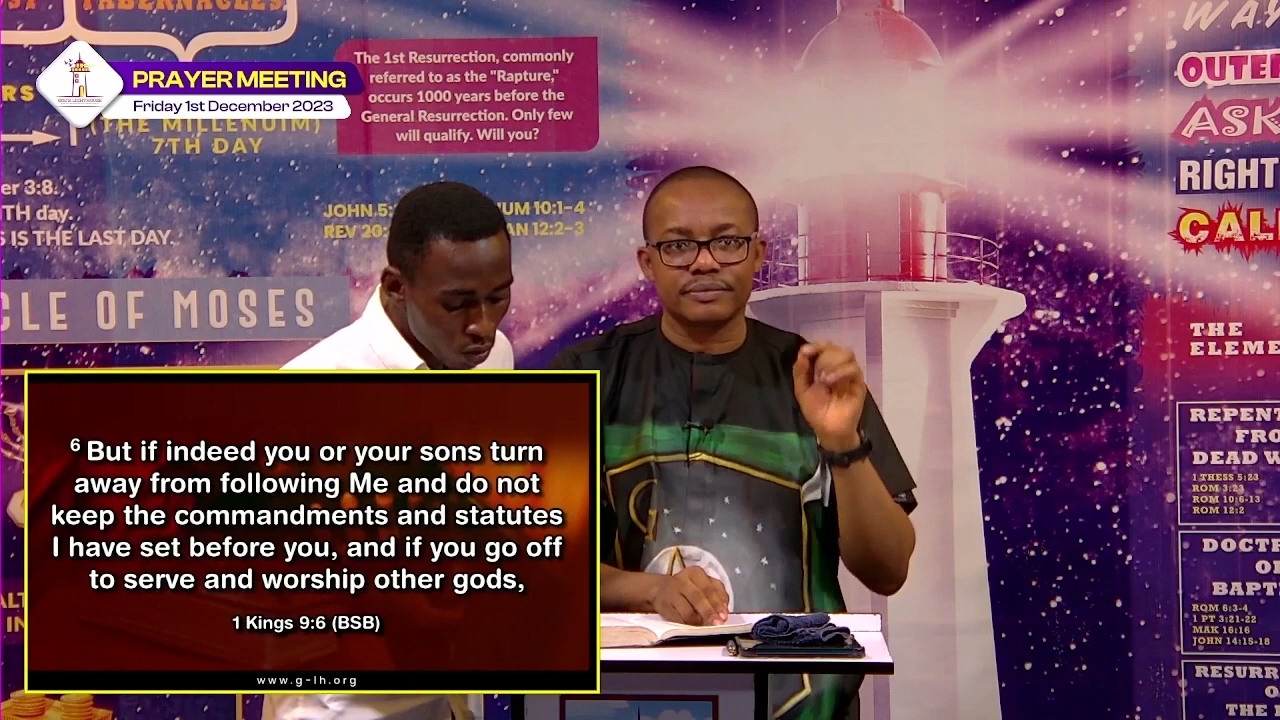 TABERNACLES
PRAYER MEETING
Friday 1st December 2023
(THE MILLENUIM)
7TH DAY
The 1st Resurrection, commonly
referred to as the "Rapture,"
occurs 1000 years before the
General Resurrection. Only few
will qualify. Will you?
er 3:8.
TH day.
IS THE LAST DAY.
JOHN 5:
REV 20:
NUM 10:1-4
AN 12:2-3
CLE OF MOSES
6 But if indeed you or your sons turn
away from following Me and do not
keep the commandments and statutes
I have set before you, and if you go off
to serve and worship other gods,
1 Kings 9:6 (BSB)
www.g-lh.org
WAY
OUTER
ASK
RIGHT
CALL
THE
ELEME
REPENT
FRO
DEAD W
1 THESS 5:23
ROM 3:23
ROM 10:6-13
ROM 12:2
DOCT
O
BAPT
ROM 6:3-4
1 PT 3:21-22
MAK 16:16
JOHN 14:15-18
RESURR
O
THE